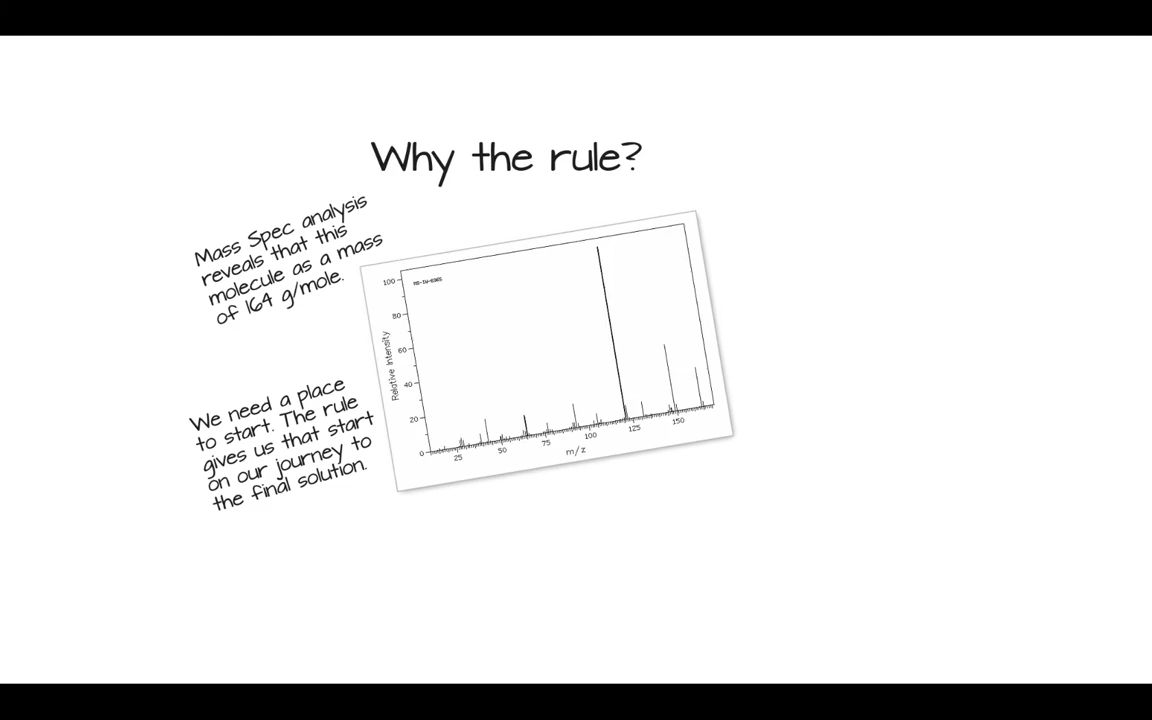 Why the rule?
Mass Spec analysis
reveals that this
molecule as a mass
of 164 g/mole.
We need a place
to start. The rule
gives us that start
on our journey to
the final solution.
100
80
60
40
20
0
Relative Intensity
25
50
75
100
125
150
m/z